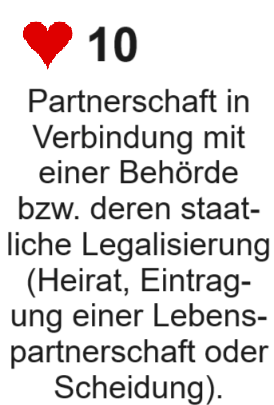 10
Partnerschaft in
Verbindung mit
einer Behörde
bzw. deren staat-
liche Legalisierung
(Heirat, Eintrag-
ung einer Lebens-
partnerschaft oder
Scheidung).